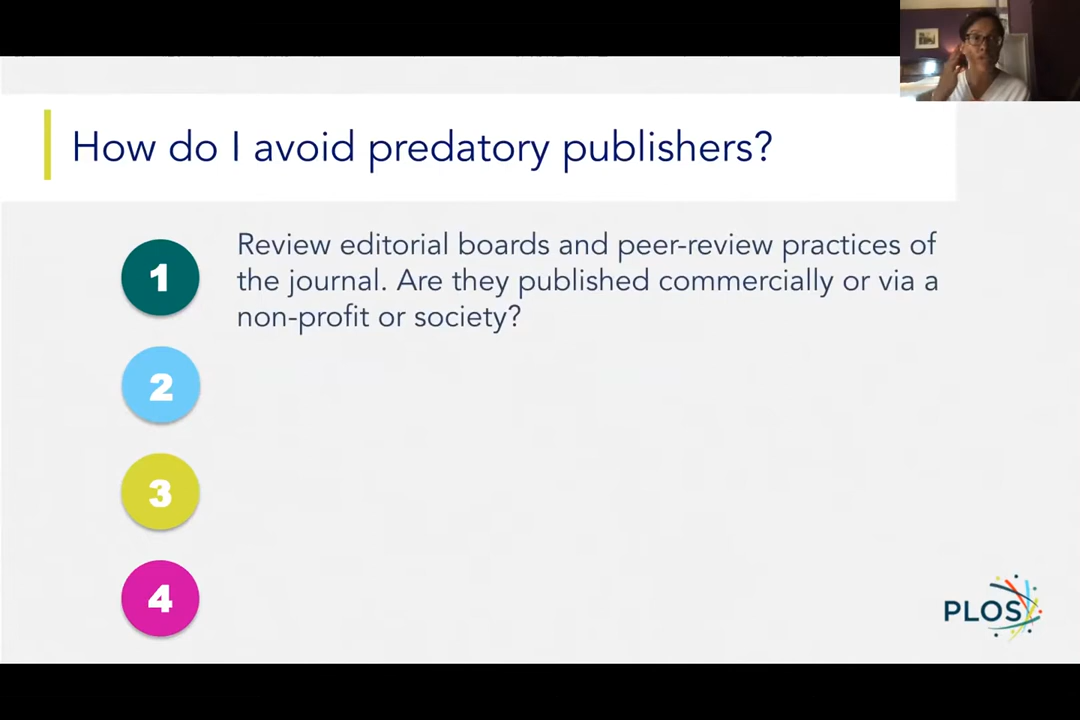 How do I avoid predatory publishers?
1
Review editorial boards and peer-review practices of
the journal. Are they published commercially or via a
non-profit or society?
2
3
4
PLOS